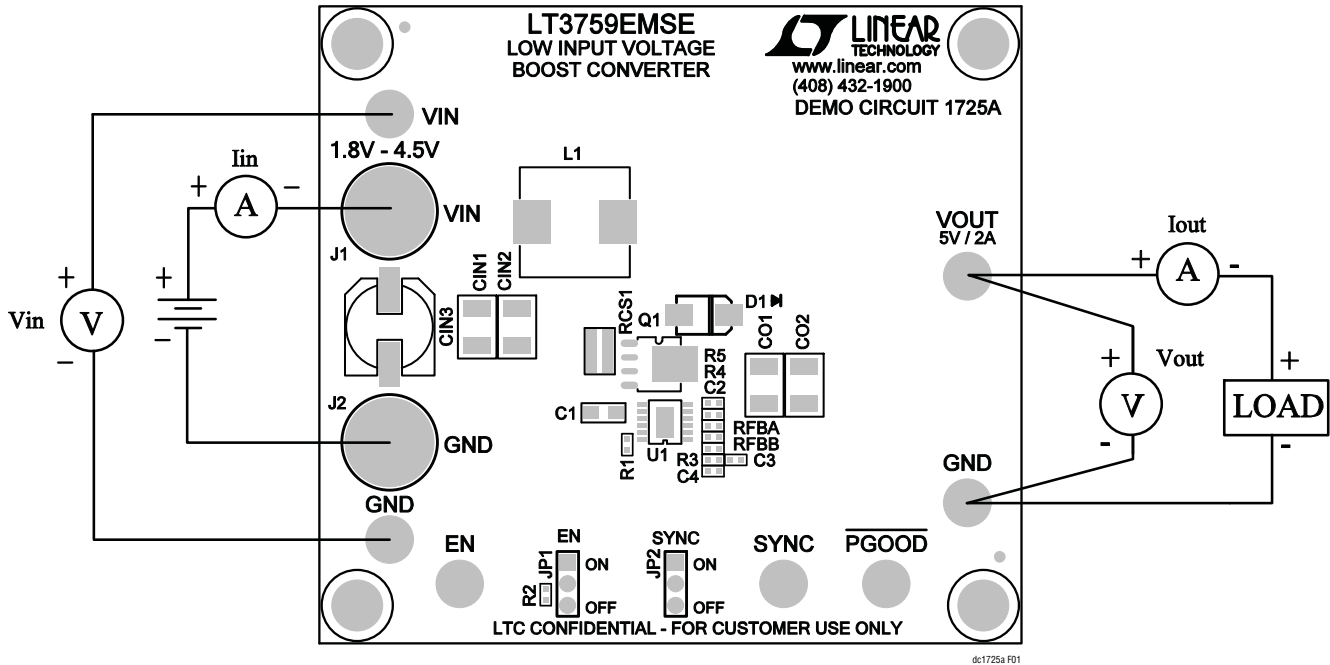 LT3759EMSE
LOW INPUT VOLTAGE
BOOST CONVERTER
LINEAR
TECHNOLOGY
www.linear.com
(408) 432-1900
DEMO CIRCUIT 1725A
VIN
1.8V - 4.5V
Iin
+
-
A
VIN
J1
L1
VOUT
5V / 2A
Iout
+
-
A
Vin
+
V
-
+
-
CIN3
CIN1
CIN2
RCS1
Q1
D1
CO1
CO2
R5
R4
C2
+
Vout
V
-
+
LOAD
-
J2
GND
C1
R1
U1
RFBA
RFBB
R3
C3
C4
GND
GND
EN
EN
JP1
ON
R2
OFF
SYNC
JP2
ON
OFF
SYNC
PGOOD
LTC CONFIDENTIAL - FOR CUSTOMER USE ONLY
dc1725a F01